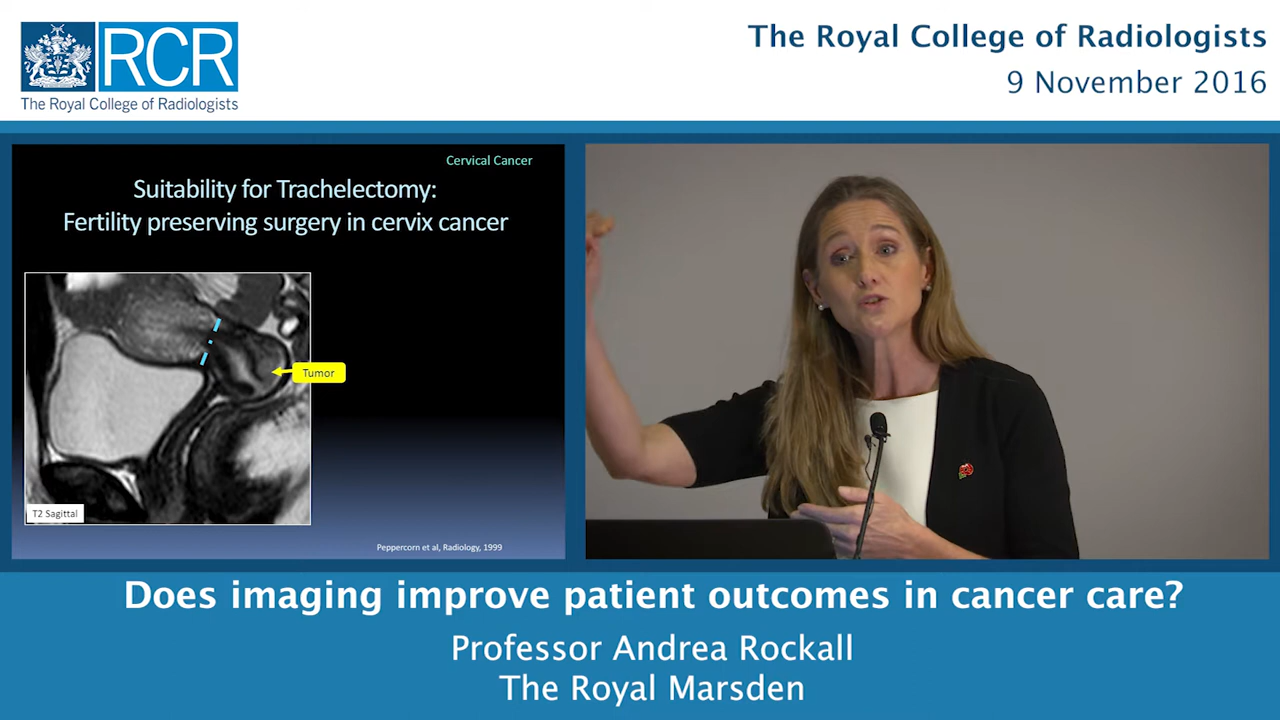 RCR
The Royal College of Radiologists
The Royal College of Radiologists
9 November 2016
Cervical Cancer
Suitability for Trachelectomy:
Fertility preserving surgery in cervix cancer
Tumor
T2 Sagittal
Peppercorn et al, Radiology, 1999
Does imaging improve patient outcomes in cancer care?
Professor Andrea Rockall
The Royal Marsden